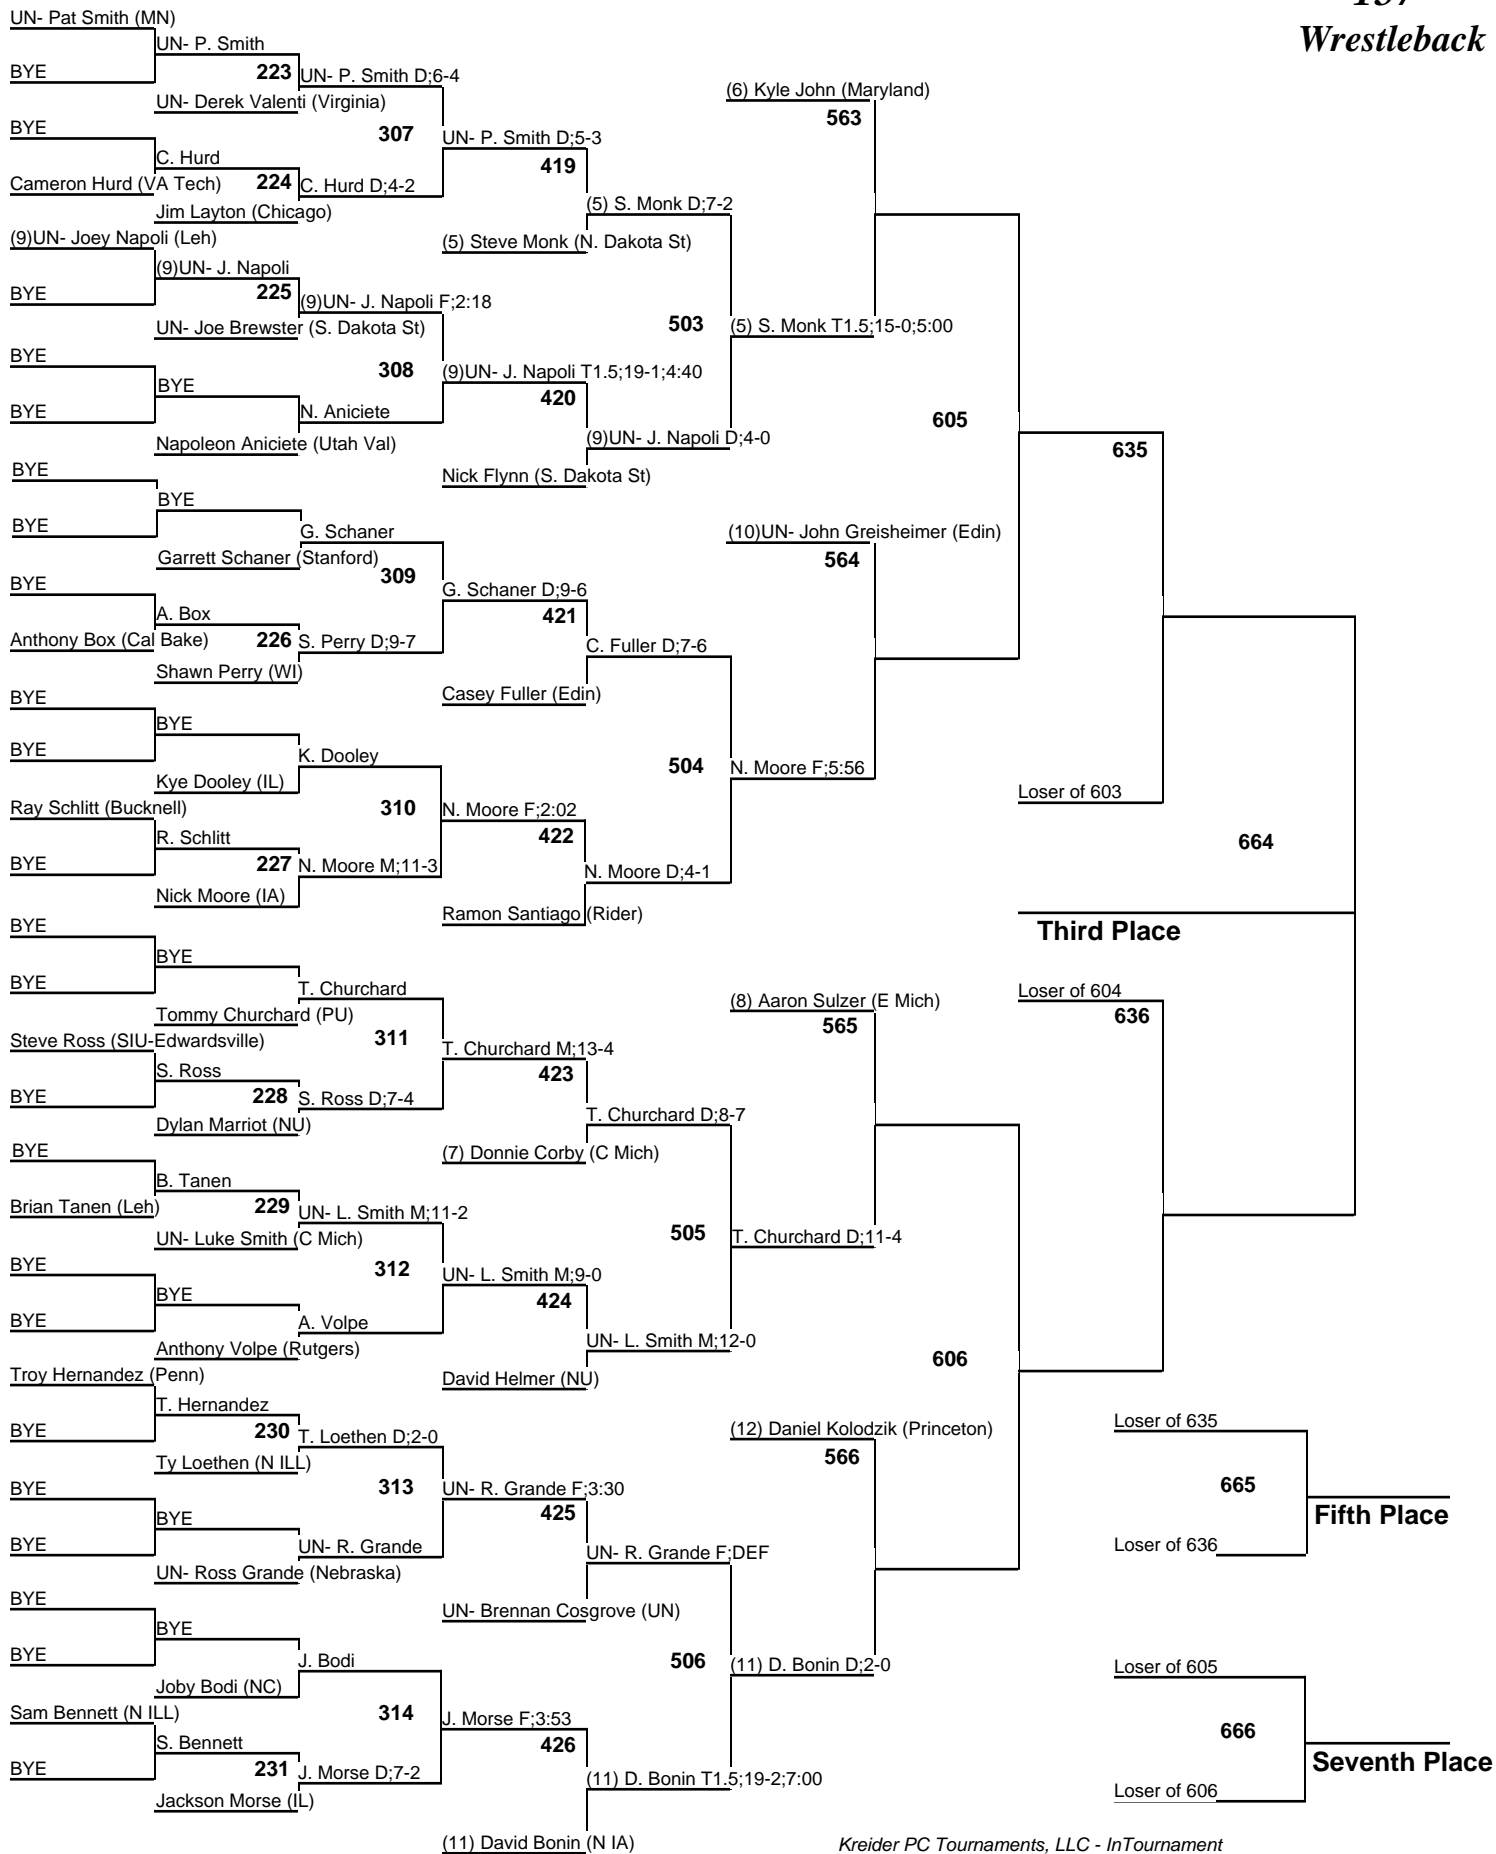 Wrestleback
UN- Pat Smith (MN)
UN- P. Smith
BYE
223
UN- P. Smith D;6-4
UN- Derek Valenti (Virginia)
BYE
307
UN- P. Smith D;5-3
C. Hurd
419
Cameron Hurd (VA Tech)
224
C. Hurd D;4-2
Jim Layton (Chicago)
(5) S. Monk D;7-2
(5) Steve Monk (N. Dakota St)
(9)UN- Joey Napoli (Leh)
(9)UN- J. Napoli
BYE
225
(9)UN- J. Napoli F;2:18
UN- Joe Brewster (S. Dakota St)
503
(5) S. Monk T1.5;15-0;5:00
BYE
308
(9)UN- J. Napoli T1.5;19-1;4:40
BYE
420
BYE
N. Aniciete
Napoleon Aniciete (Utah Val)
(9)UN- J. Napoli D;4-0
Nick Flynn (S. Dakota St)
(6) Kyle John (Maryland)
563
605
635
BYE
BYE
BYE
G. Schaner
Garrett Schaner (Stanford)
309
BYE
G. Schaner D;9-6
A. Box
421
Anthony Box (Cal Bake)
226
S. Perry D;9-7
Shawn Perry (WI)
C. Fuller D;7-6
Casey Fuller (Edin)
(10)UN- John Greisheimer (Edin)
564
BYE
BYE
BYE
K. Dooley
Kye Dooley (IL)
504
N. Moore F;5:56
Ray Schlitt (Bucknell)
310
N. Moore F;2:02
R. Schlitt
422
BYE
227
N. Moore M;11-3
Nick Moore (IA)
N. Moore D;4-1
Ramon Santiago (Rider)
Loser of 603
664
Third Place
BYE
BYE
BYE
T. Churchard
Tommy Churchard (PU)
311
Steve Ross (SIU-Edwardsville)
T. Churchard M;13-4
S. Ross
423
BYE
228
S. Ross D;7-4
Dylan Marriot (NU)
T. Churchard D;8-7
(7) Donnie Corby (C Mich)
(8) Aaron Sulzer (E Mich)
565
Loser of 604
636
BYE
B. Tanen
Brian Tanen (Leh)
229
UN- L. Smith M;11-2
UN- Luke Smith (C Mich)
505
T. Churchard D;11-4
BYE
312
UN- L. Smith M;9-0
BYE
424
BYE
A. Volpe
Anthony Volpe (Rutgers)
UN- L. Smith M;12-0
David Helmer (NU)
606
Troy Hernandez (Penn)
T. Hernandez
BYE
230
T. Loethen D;2-0
Ty Loethen (N ILL)
313
UN- R. Grande F;3:30
BYE
425
BYE
BYE
UN- R. Grande
UN- Ross Grande (Nebraska)
UN- R. Grande F;DEF
UN- Brennan Cosgrove (UN)
(12) Daniel Kolodzik (Princeton)
566
Loser of 635
665
Fifth Place
Loser of 636
BYE
BYE
BYE
J. Bodi
Joby Bodi (NC)
506
(11) D. Bonin D;2-0
Sam Bennett (N ILL)
314
J. Morse F;3:53
S. Bennett
426
BYE
231
J. Morse D;7-2
Jackson Morse (IL)
(11) D. Bonin T1.5;19-2;7:00
(11) David Bonin (N IA)
Loser of 605
666
Seventh Place
Loser of 606
Kreider PC Tournaments, LLC - InTournament